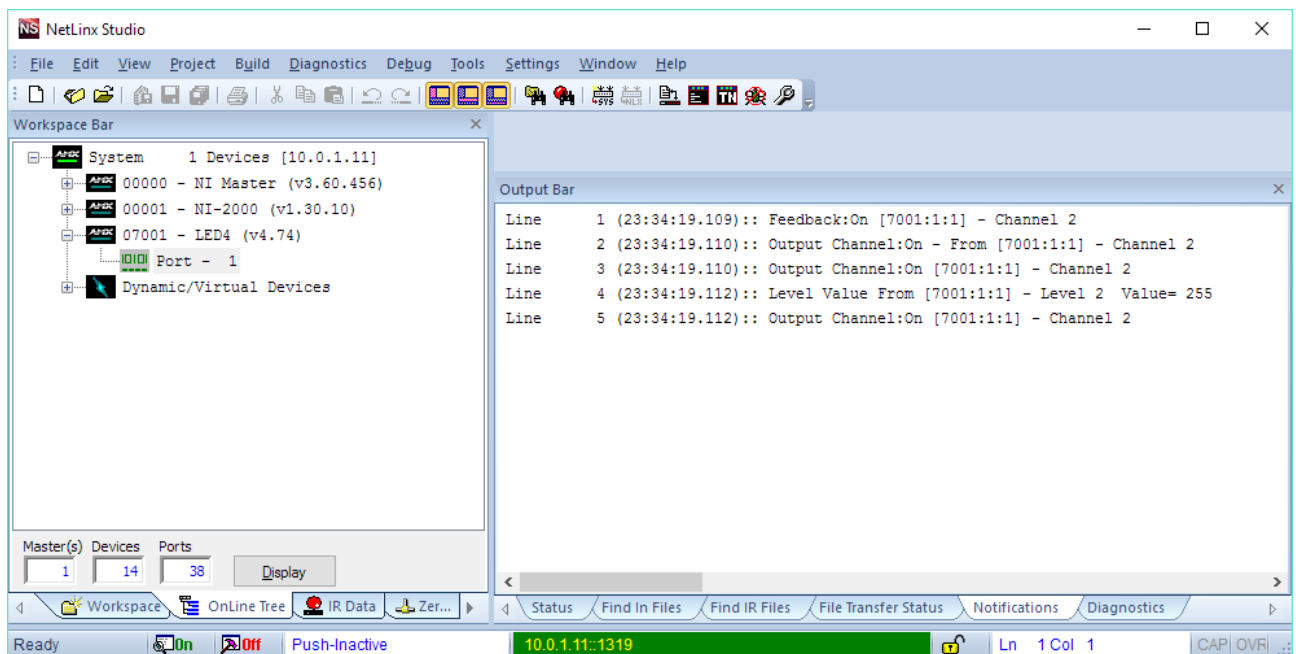 NS NetLinx Studio
File Edit View Project Build Diagnostics Debug Tools Settings Window Help
Workspace Bar
System 1 Devices [10.0.1.11]
00000 - NI Master (v3.60.456)
00001 - NI-2000 (v1.30.10)
07001 - LED4 (v4.74)
Port - 1
Dynamic/Virtual Devices
Master(s) Devices Ports
1 14 38 Display
Workspace OnLine Tree IR Data Zer...
Output Bar
Line 1 (23:34:19.109):: Feedback:On [7001:1:1] - Channel 2
Line 2 (23:34:19.110):: Output Channel:On - From [7001:1:1] - Channel 2
Line 3 (23:34:19.110):: Output Channel:On [7001:1:1] - Channel 2
Line 4 (23:34:19.112):: Level Value From [7001:1:1] - Level 2 Value= 255
Line 5 (23:34:19.112):: Output Channel:On [7001:1:1] - Channel 2
Status Find In Files Find IR Files File Transfer Status Notifications Diagnostics
Ready On Off Push-Inactive 10.0.1.11::1319 Ln 1 Col 1 CAP OVR